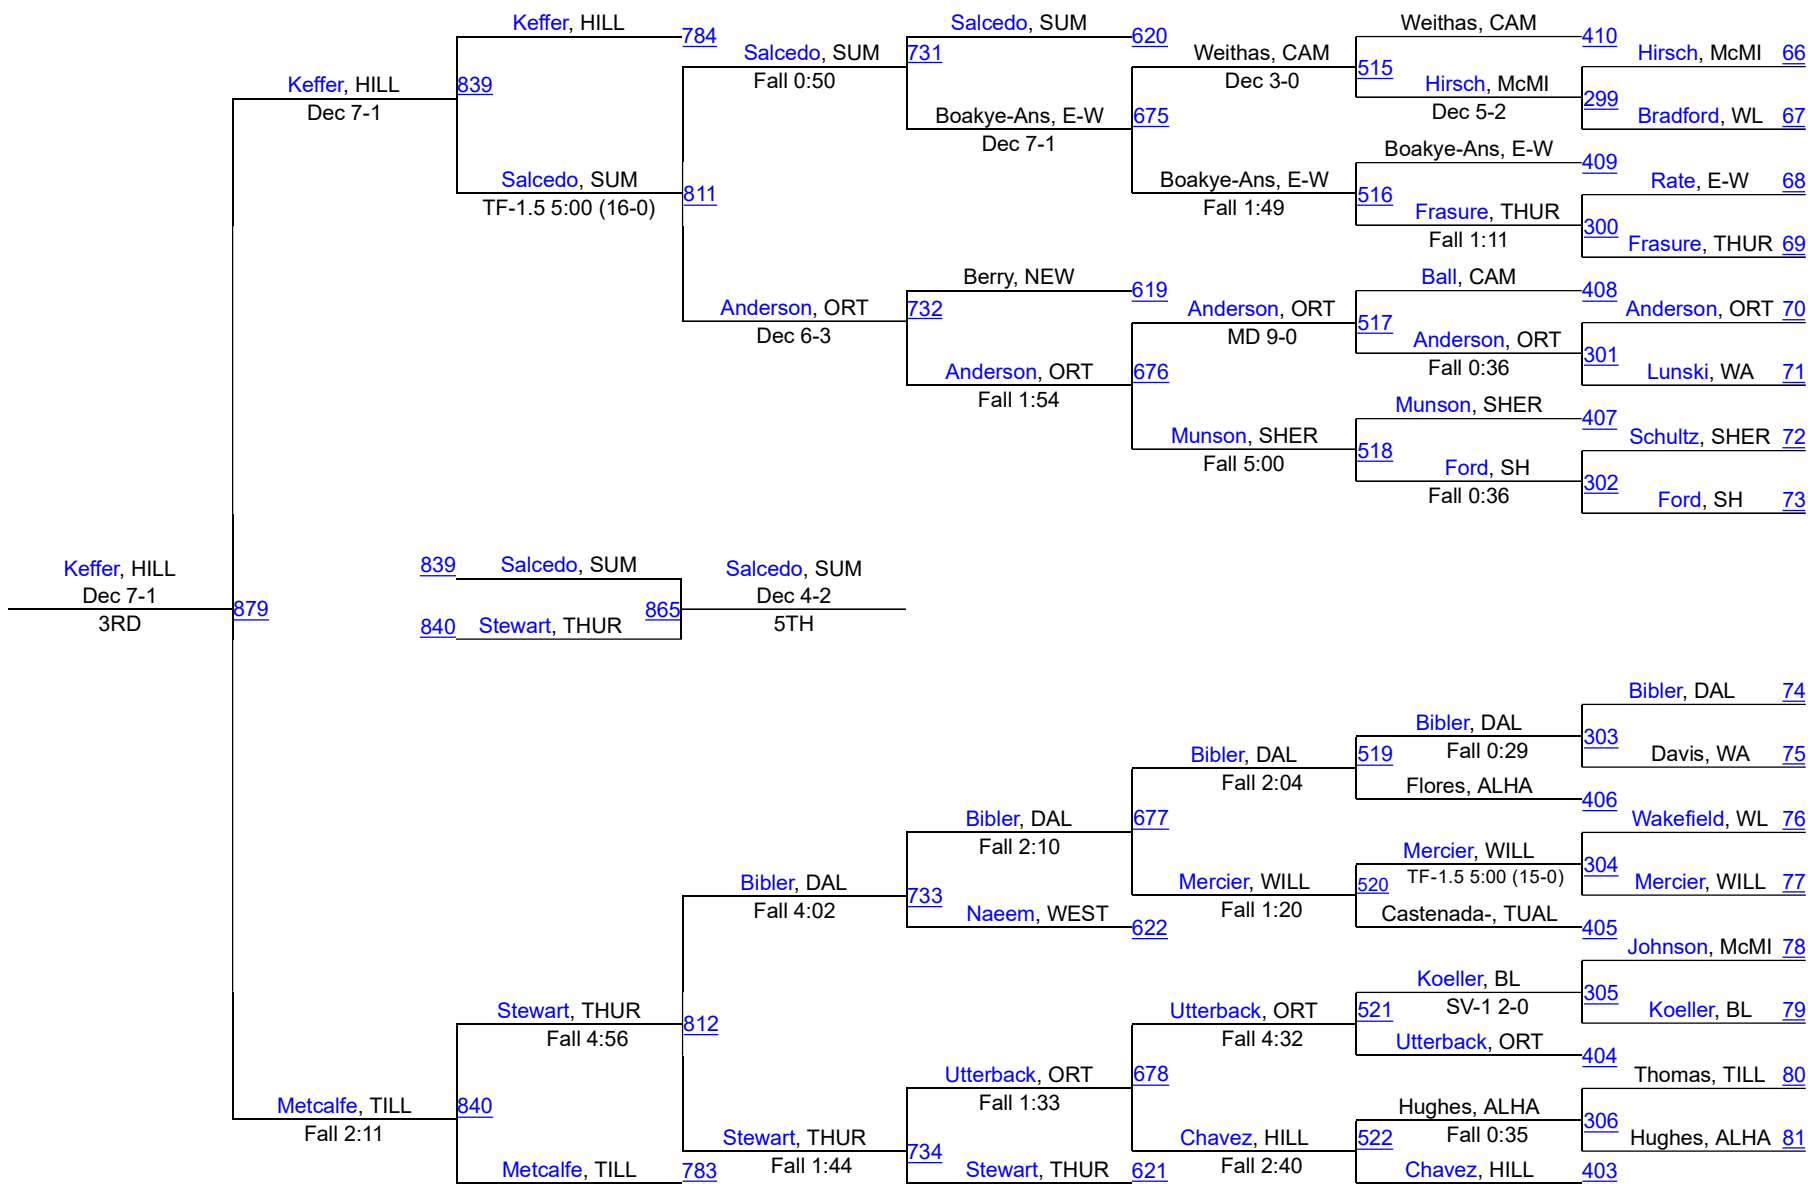 Keffer, HILL
784
Salcedo, SUM
Fall 0:50
Salcedo, SUM
620
731
Weithas, CAM
Dec 3-0
Weithas, CAM
410
515
Hirsch, McMI 66
Hirsch, McMI
Dec 5-2
299
Bradford, WL 67
Keffer, HILL
Dec 7-1
839
Boakye-Ans, E-W
Dec 7-1
675
Boakye-Ans, E-W
409
Rate, E-W 68
Salcedo, SUM
TF-1.5 5:00 (16-0)
811
Boakye-Ans, E-W
Fall 1:49
516
Frasure, THUR
Fall 1:11
300
Frasure, THUR 69
Berry, NEW
619
Ball, CAM
408
Anderson, ORT
Dec 6-3
732
Anderson, ORT
MD 9-0
517
Anderson, ORT 70
Anderson, ORT
Fall 0:36
301
Lunski, WA 71
Anderson, ORT
Fall 1:54
676
Munson, SHER
407
Schultz, SHER 72
Munson, SHER
Fall 5:00
518
Ford, SH
Fall 0:36
302
Ford, SH 73
Keffer, HILL
Dec 7-1
3RD
879
839 Salcedo, SUM
840 Stewart, THUR
865
Salcedo, SUM
Dec 4-2
5TH
Bibler, DAL 74
Bibler, DAL
Fall 0:29
303
Davis, WA 75
Bibler, DAL
Fall 2:04
519
Flores, ALHA
406
Bibler, DAL
Fall 2:10
677
Wakefield, WL 76
Mercier, WILL
TF-1.5 5:00 (15-0)
304
Mercier, WILL 77
Bibler, DAL
Fall 4:02
733
Mercier, WILL
Fall 1:20
520
Castenada-, TUAL
405
Naeem, WEST
622
Johnson, McMI 78
Koeller, BL
SV-1 2-0
305
Koeller, BL 79
Stewart, THUR
Fall 4:56
812
Utterback, ORT
Fall 4:32
521
Utterback, ORT
404
Utterback, ORT
Fall 1:33
678
Thomas, TILL 80
Metcalfe, TILL
Fall 2:11
840
Hughes, ALHA
Fall 0:35
306
Hughes, ALHA 81
Stewart, THUR
Fall 1:44
734
Chavez, HILL
Fall 2:40
522
Metcalfe, TILL
783
Stewart, THUR
621
Chavez, HILL
403